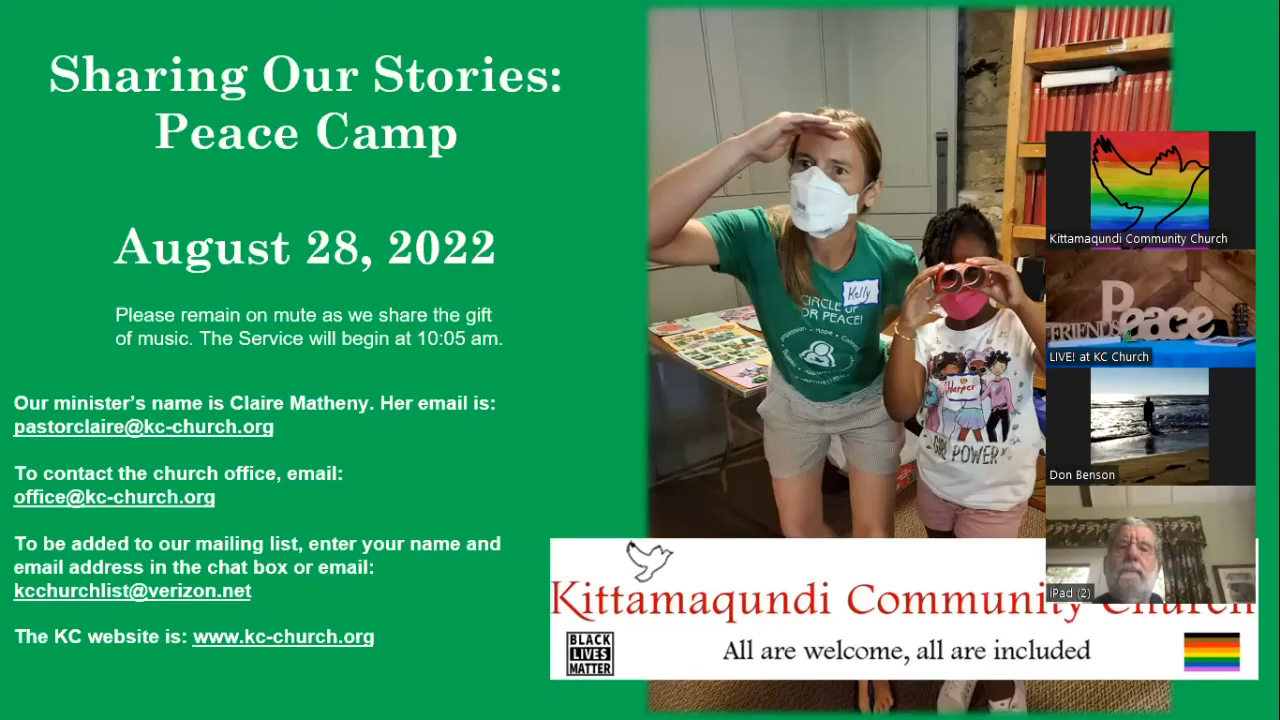 Sharing Our Stories:
Peace Camp
August 28, 2022
Please remain on mute as we share the gift
of music. The Service will begin at 10:05 am.
Our minister's name is Claire Matheny. Her email is:
pastorclaire@kc-church.org
To contact the church office, email:
office@kc-church.org
To be added to our mailing list, enter your name and
email address in the chat box or email:
kcchurchlist@verizon.net
The KC website is: www.kc-church.org
Kelly
CIRCLE UP
FOR PEACE!
Harper
GIRL POWER
Kittamaqundi Community Church
Peace
FRIENDS
LIVE! at KC Church
Don Benson
iPad (2)
Kittamaqundi Community Church
BLACK
LIVES
MATTER
All are welcome, all are included